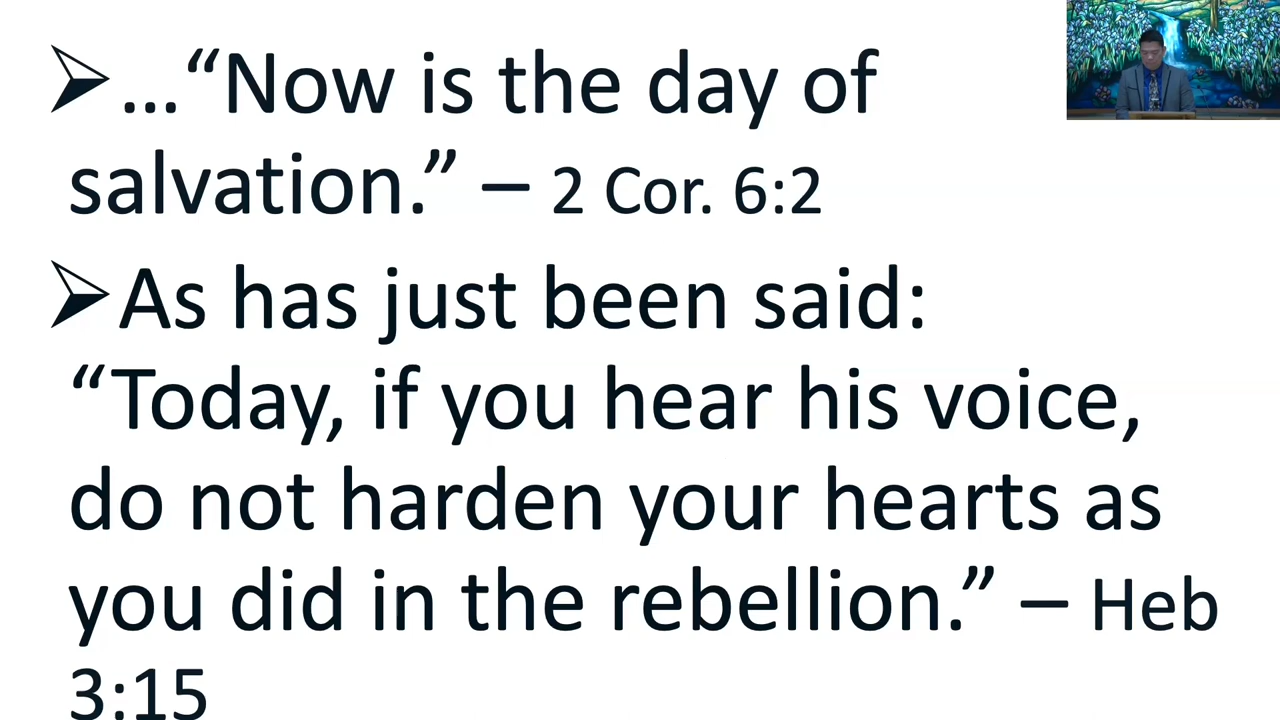 …“Now is the day of
salvation.” – 2 Cor. 6:2
As has just been said:
“Today, if you hear his voice,
do not harden your hearts as
you did in the rebellion.” – Heb
3:15